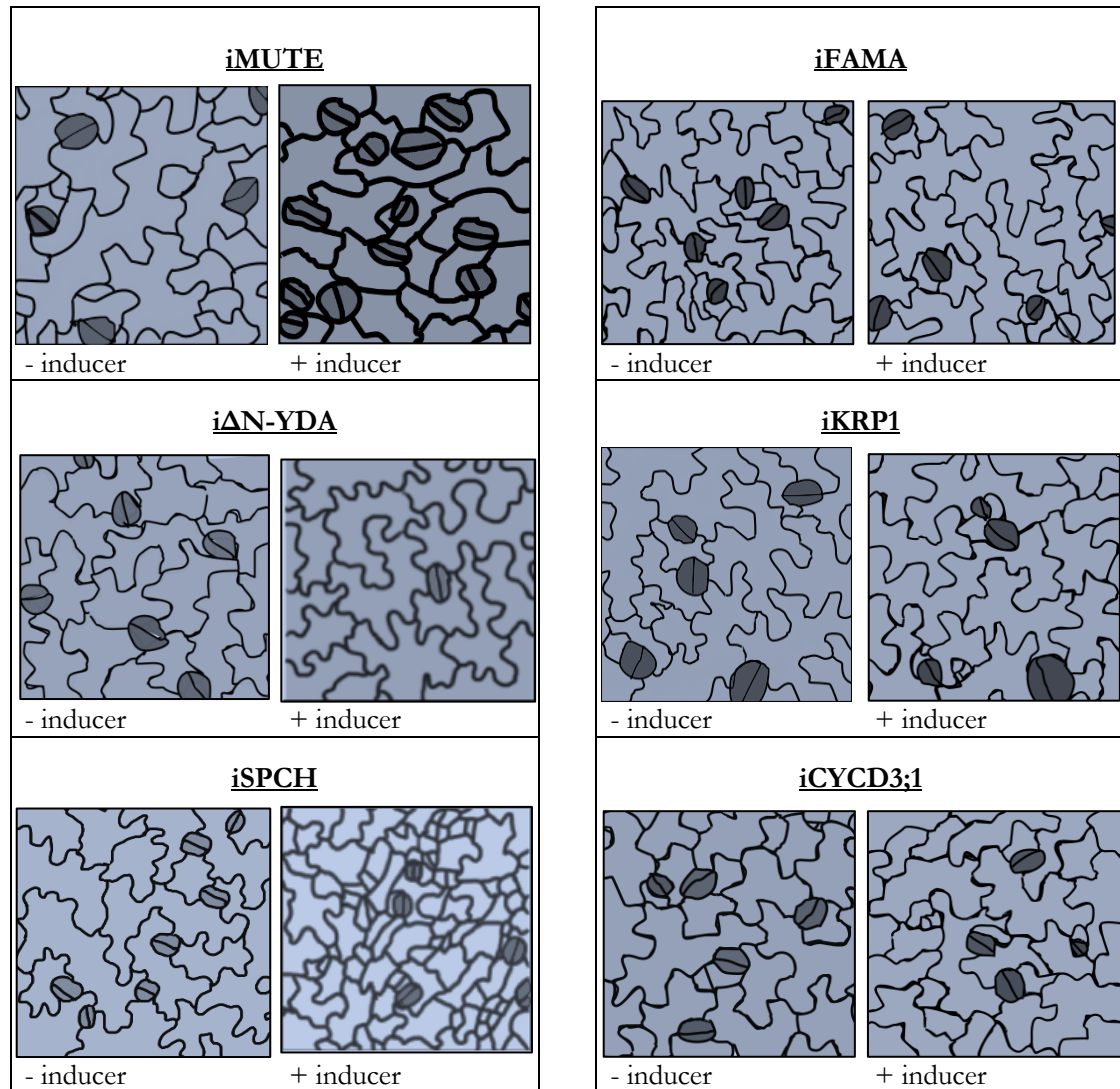 iMUTE
- inducer
+ inducer
iFAMA
- inducer
+ inducer
iΔN-YDA
- inducer
+ inducer
iKRP1
- inducer
+ inducer
iSPCH
- inducer
+ inducer
iCYCD3;1
- inducer
+ inducer